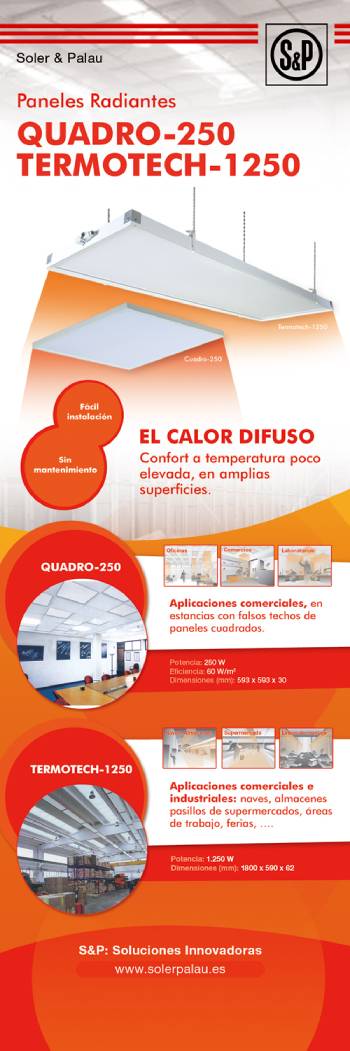 Soler & Palau
S&P
Paneles Radiantes
QUADRO-250
TERMOTECH-1250
Termotech-1250
Cuadro-250
Fácil
instalación
Sin
mantenimiento
EL CALOR DIFUSO
Confort a temperatura poco
elevada, en amplias
superficies.
QUADRO-250
Oficinas
Comercios
Laboratorios
Aplicaciones comerciales, en
estancias con falsos techos de
paneles cuadrados.
Potencia: 250 W
Eficiencia: 60 W/m²
Dimensiones (mm): 593 x 593 x 30
TERMOTECH-1250
Supermercado
Aplicaciones comerciales e
industriales: naves, almacenes
pasillos de supermercados, áreas
de trabajo, ferias, ....
Potencia: 1.250 W
Dimensiones (mm): 1800 x 590 x 62
S&P: Soluciones Innovadoras
www.solerpalau.es